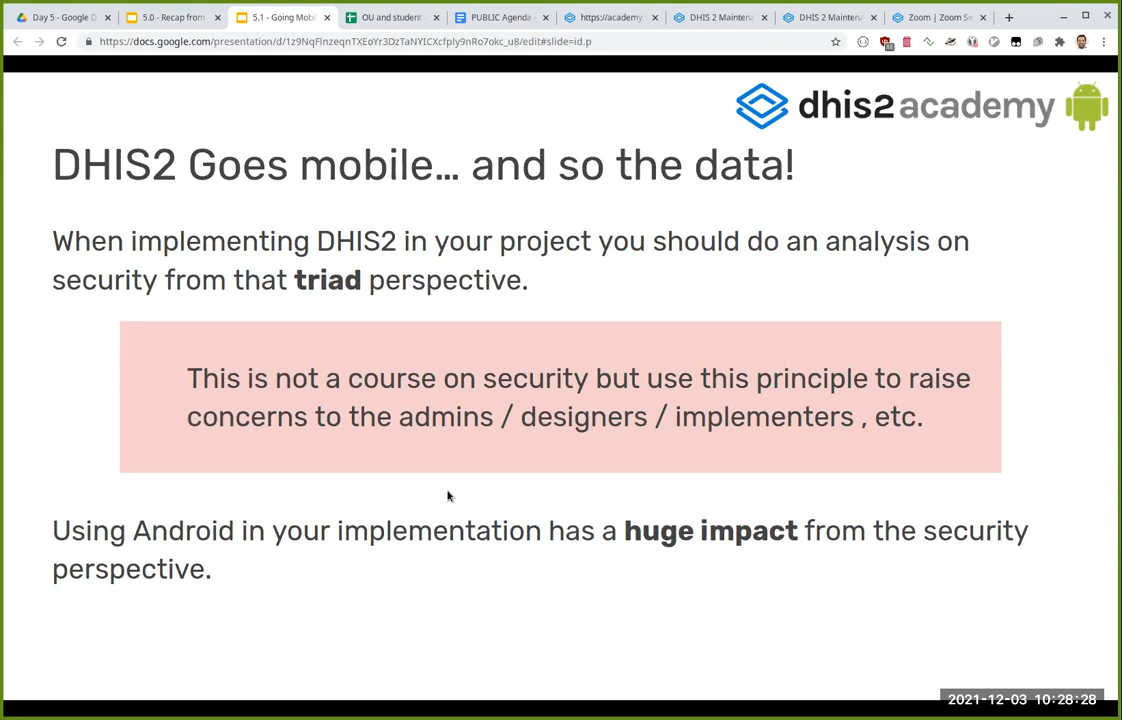 Day 5 - Google D
5.0 - Recap from
5.1 - Going Mobi
OU and student
PUBLIC Agenda
https://academy
DHIS 2 Mainten
DHIS 2 Mainten
Zoom | Zoom Se
https://docs.google.com/presentation/d/1z9NqFlnzeqnTXEoYr3DzTaNYICXcfply9nRo7okc_u8/edit#slide=id.p
dhis2 academy
DHIS2 Goes mobile... and so the data!
When implementing DHIS2 in your project you should do an analysis on
security from that triad perspective.
This is not a course on security but use this principle to raise
concerns to the admins / designers / implementers , etc.
Using Android in your implementation has a huge impact from the security
perspective.
2021-12-03 10:28:28